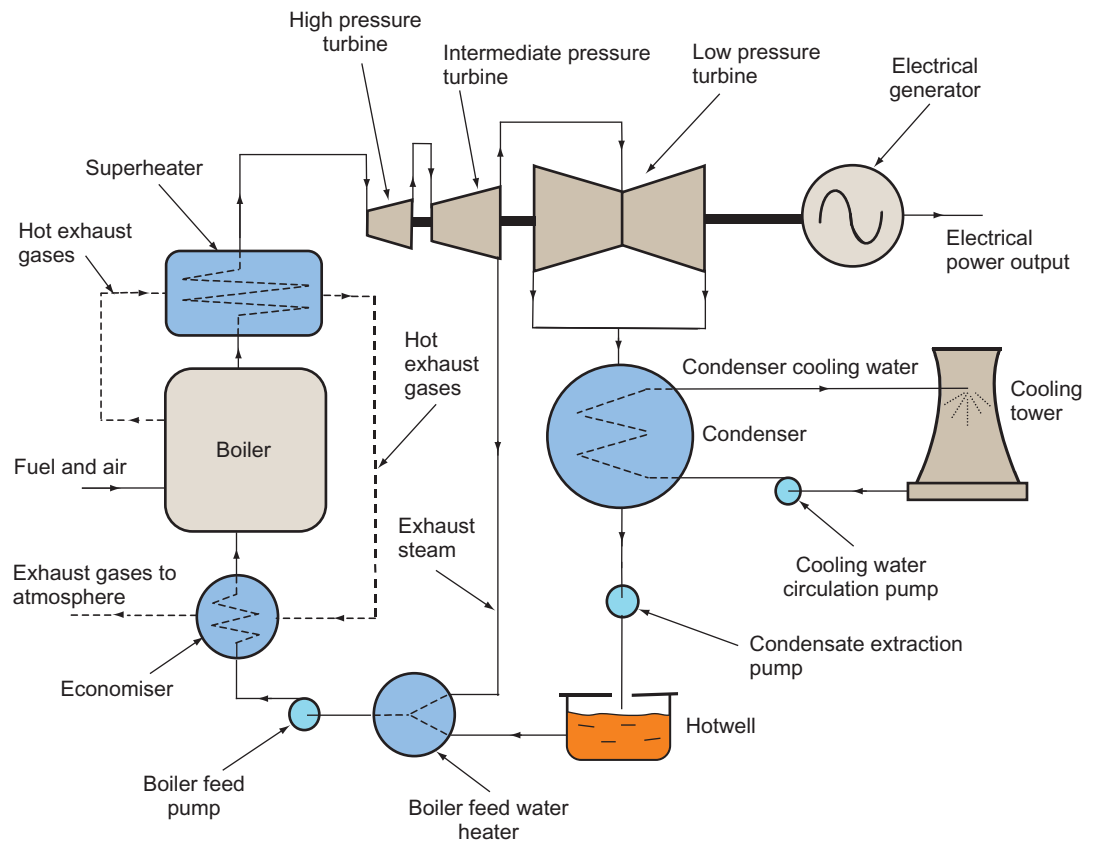 High pressure
turbine
Intermediate pressure
turbine
Low pressure
turbine
Electrical
generator
Superheater
Hot exhaust
gases
Electrical
power output
Hot
exhaust
gases
Condenser cooling water
Cooling
tower
Boiler
Condenser
Fuel and air
Exhaust
steam
Cooling water
circulation pump
Exhaust gases to
atmosphere
Condensate extraction
pump
Economiser
Hotwell
Boiler feed
pump
Boiler feed water
heater